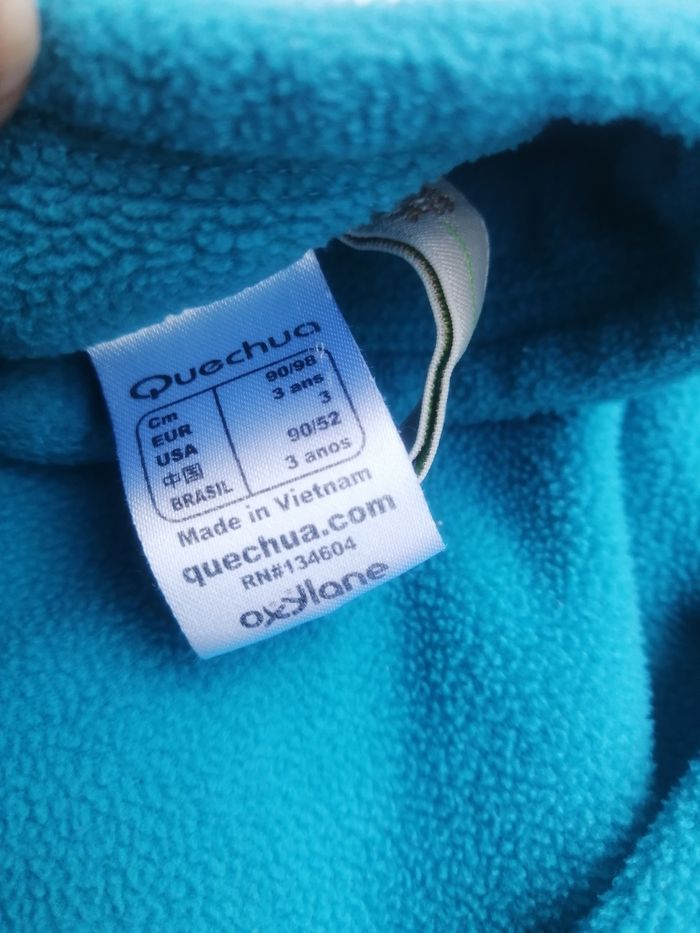 Quechua
Cm 90/98
EUR 3 ans
USA 3
中国 90/52
BRASIL 3 anos
Made in Vietnam
quechua.com
RN#134604
oxylane